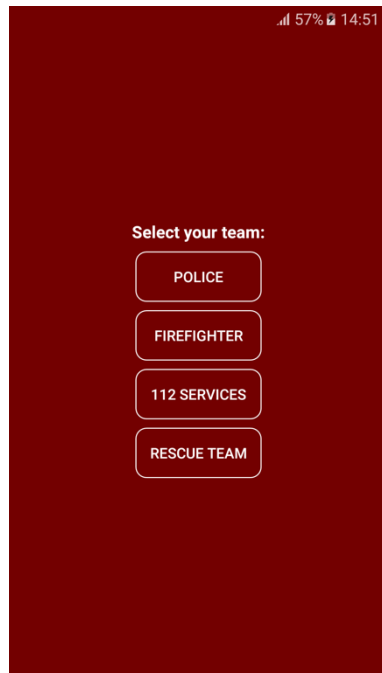 57% 14:51
Select your team:
POLICE
FIREFIGHTER
112 SERVICES
RESCUE TEAM